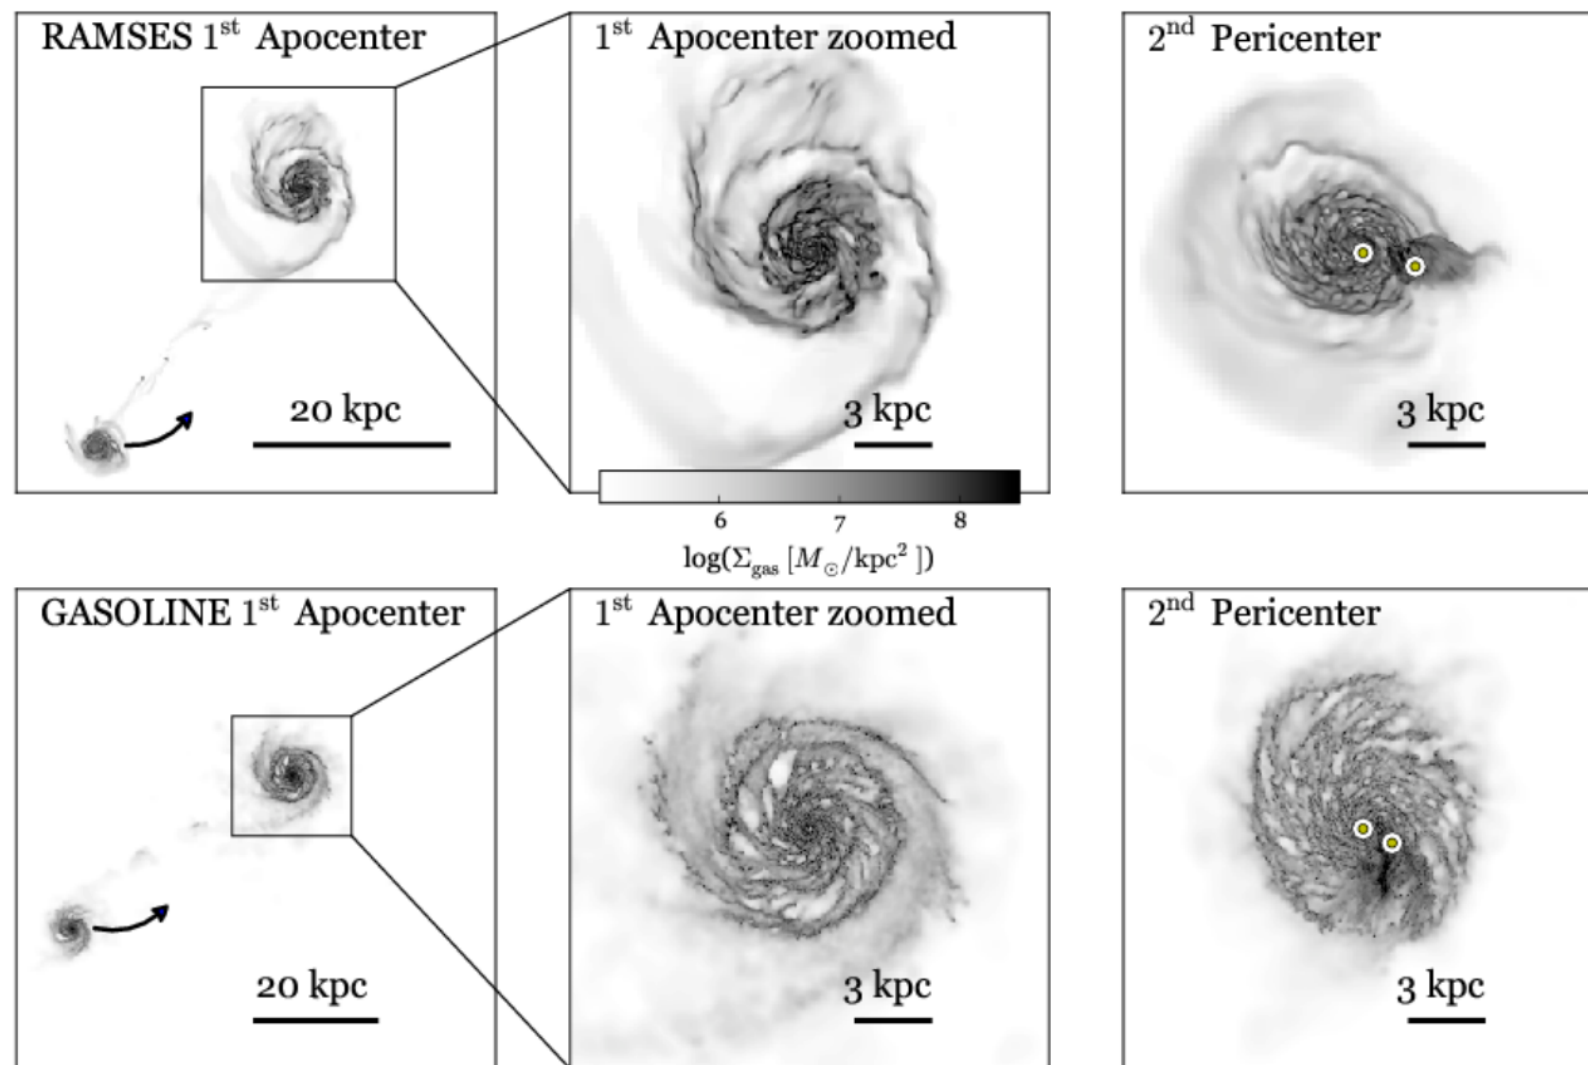 RAMSES 1st Apocenter
1st Apocenter zoomed
2nd Pericenter
20 kpc
3 kpc
3 kpc
6 7 8
log(Σgas [M⊙/kpc2 ])
GASOLINE 1st Apocenter
1st Apocenter zoomed
2nd Pericenter
20 kpc
3 kpc
3 kpc